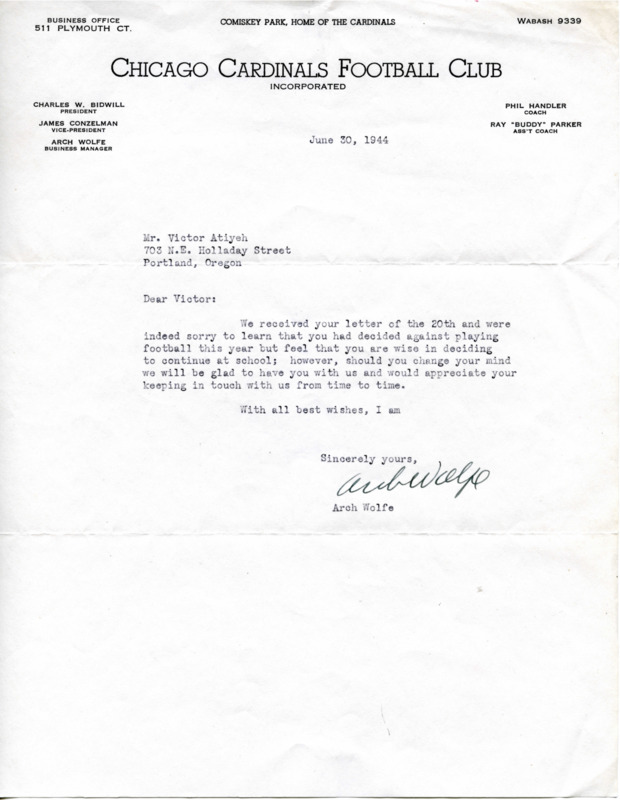 BUSINESS OFFICE
511 PLYMOUTH CT.
COMISKEY PARK, HOME OF THE CARDINALS
WABASH 9339
CHICAGO CARDINALS FOOTBALL CLUB
INCORPORATED
CHARLES W. BIDWILL
PRESIDENT
JAMES CONZELMAN
VICE-PRESIDENT
ARCH WOLFE
BUSINESS MANAGER
PHIL HANDLER
COACH
RAY "BUDDY" PARKER
ASS'T COACH
June 30, 1944
Mr. Victor Atiyeh
703 N.E. Holladay Street
Portland, Oregon
Dear Victor:
We received your letter of the 20th and were
indeed sorry to learn that you had decided against playing
football this year but feel that you are wise in deciding
to continue at school; however, should you change your mind
we will be glad to have you with us and would appreciate your
keeping in touch with us from time to time.
With all best wishes, I am
Sincerely yours,
Arch Wolfe
Arch Wolfe